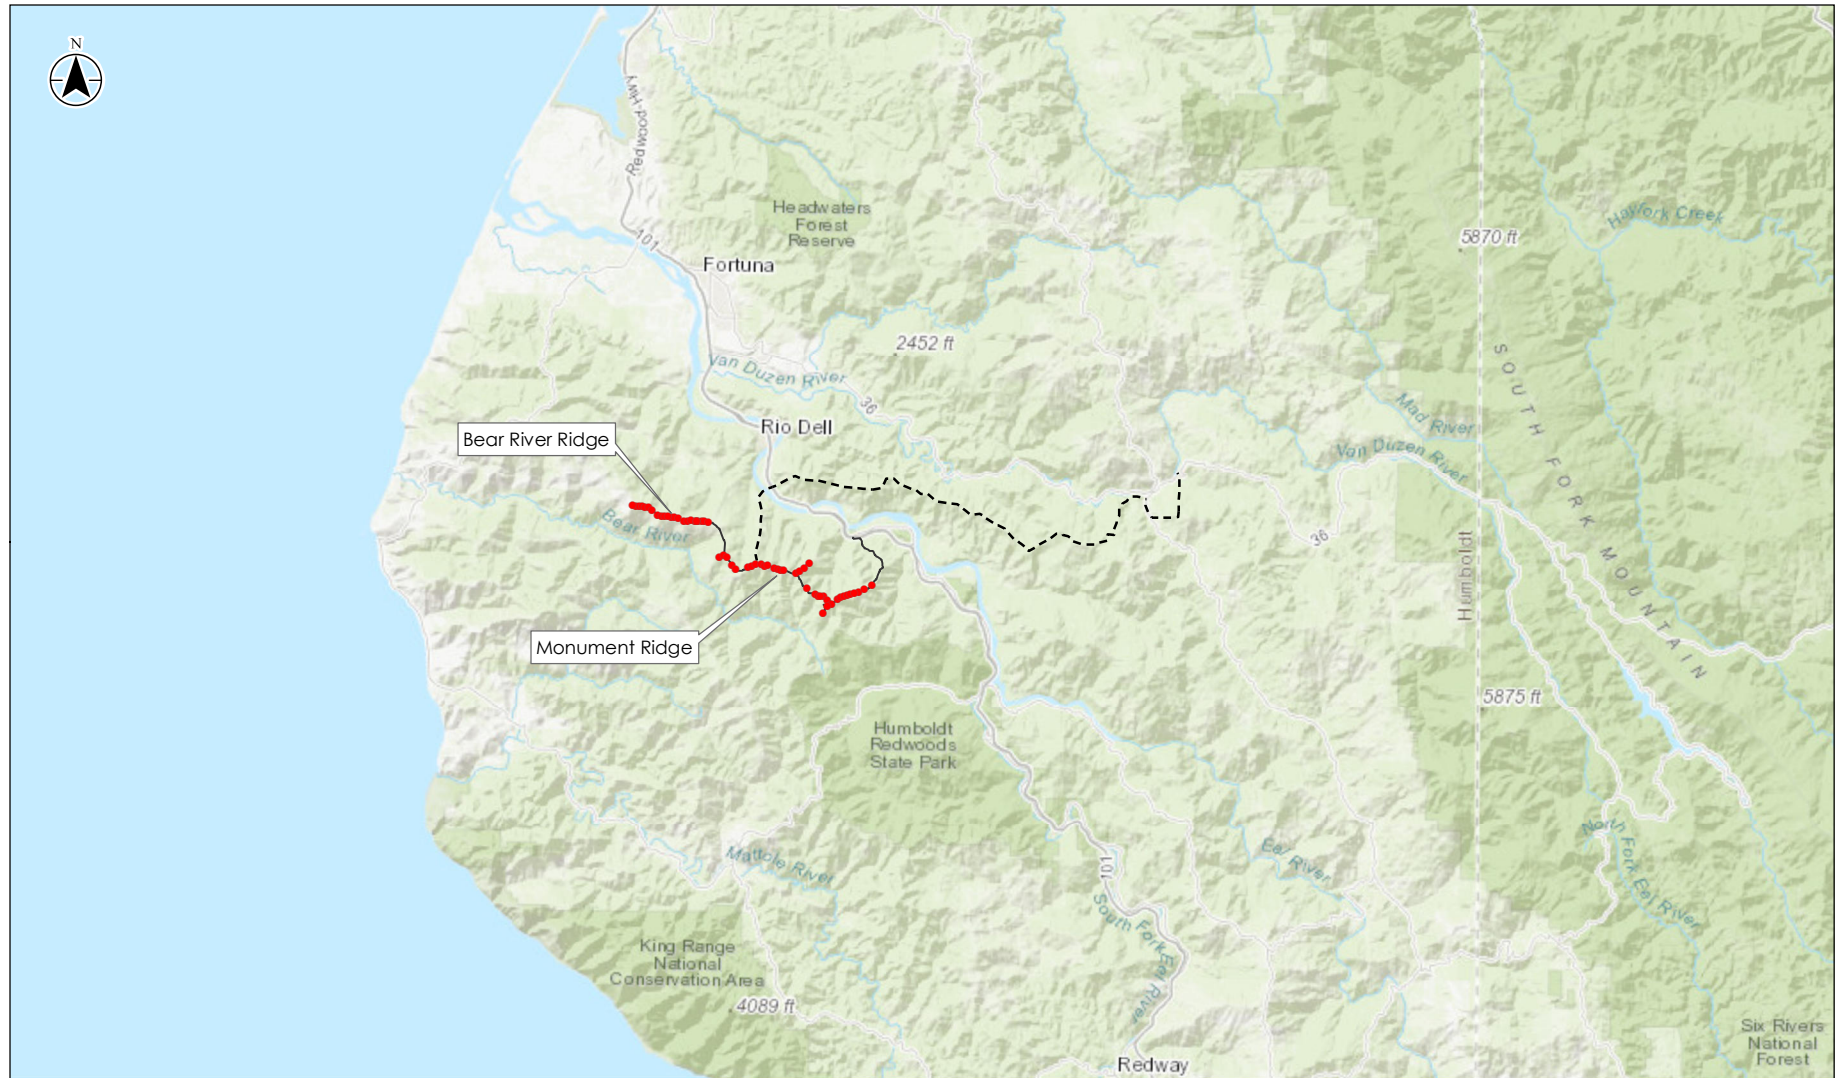 N
Redwood Hwy
Headwaters
Forest
Reserve
Hayfork Creek
5870 ft
101
Fortuna
2452 ft
SOUTH FORK MOUNTAIN
Van Duzen River
36
Mad River
Rio Dell
Bear River Ridge
Van Duzen River
Bear River
36
Humboldt
Monument Ridge
5875 ft
Humboldt
Redwoods
State Park
North Fork Eel River
Mattole River
Eel River
101
South Fork Eel River
King Range
National
Conservation Area
4089 ft
Six Rivers
National
Forest
Redway